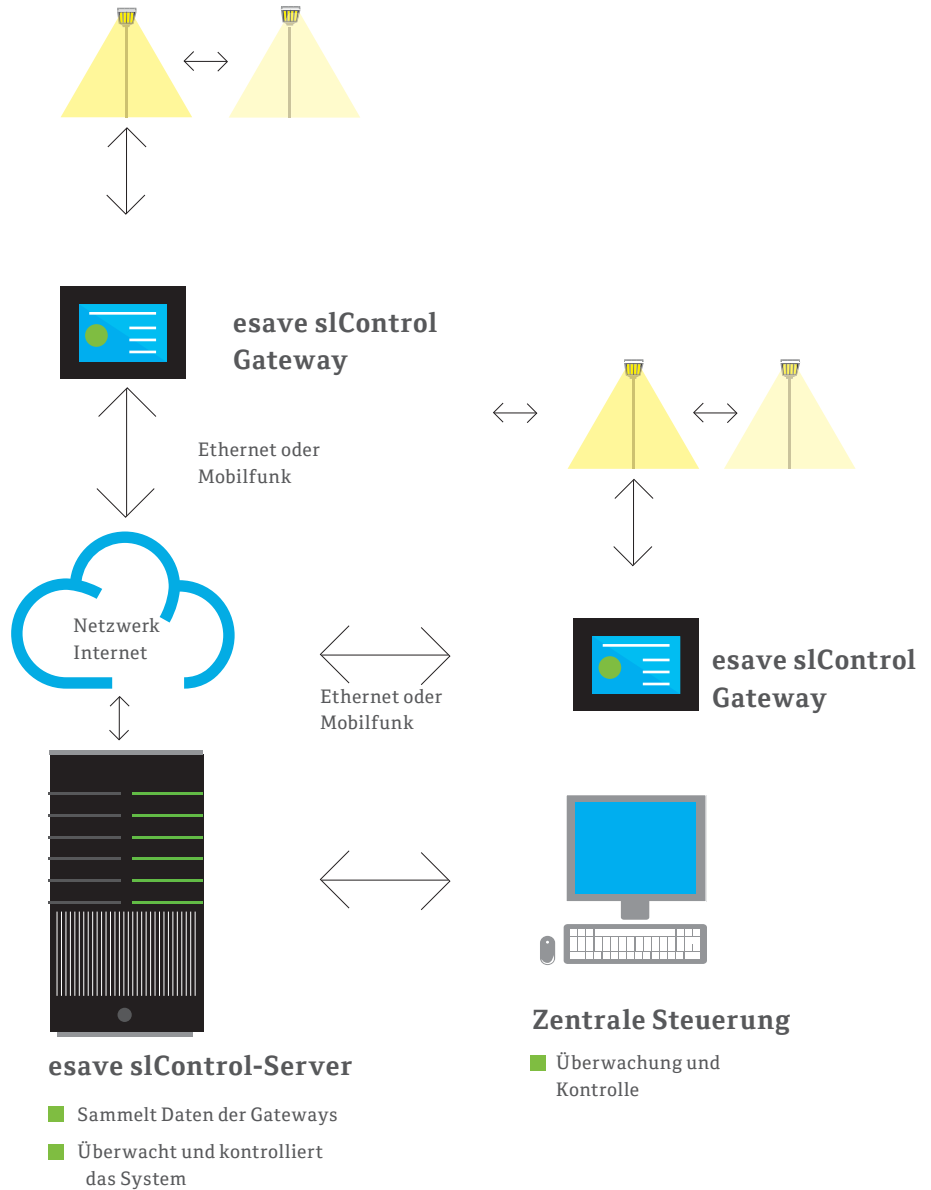 esave slControl
Gateway
Ethernet oder
Mobilfunk
Netzwerk
Internet
Ethernet oder
Mobilfunk
esave slControl
Gateway
esave slControl-Server
Sammelt Daten der Gateways
Überwacht und kontrolliert
das System
Zentrale Steuerung
Überwachung und
Kontrolle